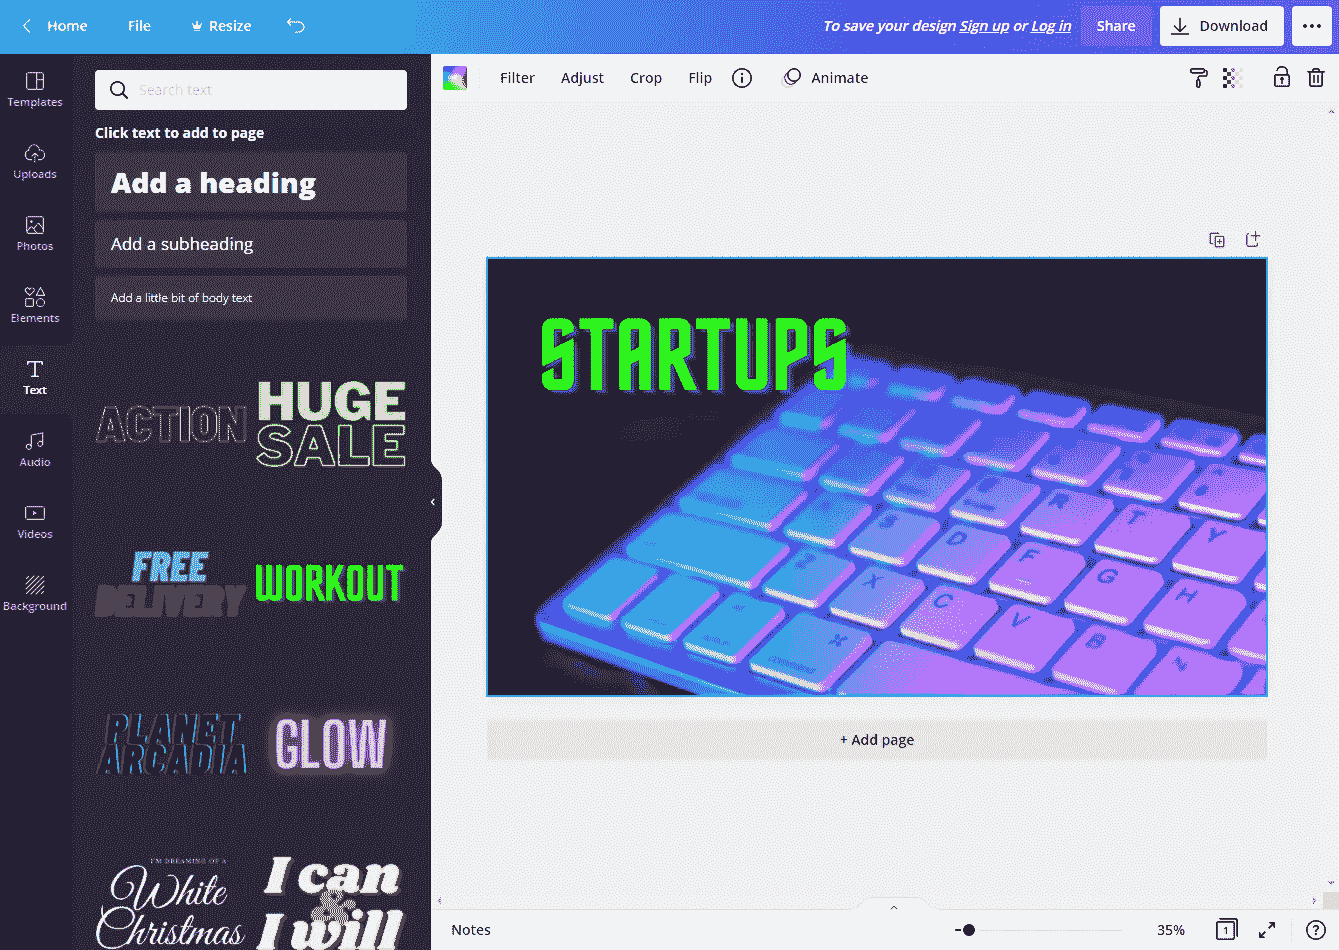 Home File Resize To save your design Sign up or Log in Share Download
Filter Adjust Crop Flip Animate
Templates
Uploads
Photos
Elements
Text
Audio
Videos
Background
Search text
Click text to add to page
Add a heading
Add a subheading
Add a little bit of body text
ACTION
HUGE
SALE
FREE
DELIVERY
WORKOUT
PLANET
ARCADIA
GLOW
I'M DREAMING OF A
White
Christmas
I can
&
I will
STARTUPS
R T Y
D F G H
X C V B N
+ Add page
Notes 35% 1 ?